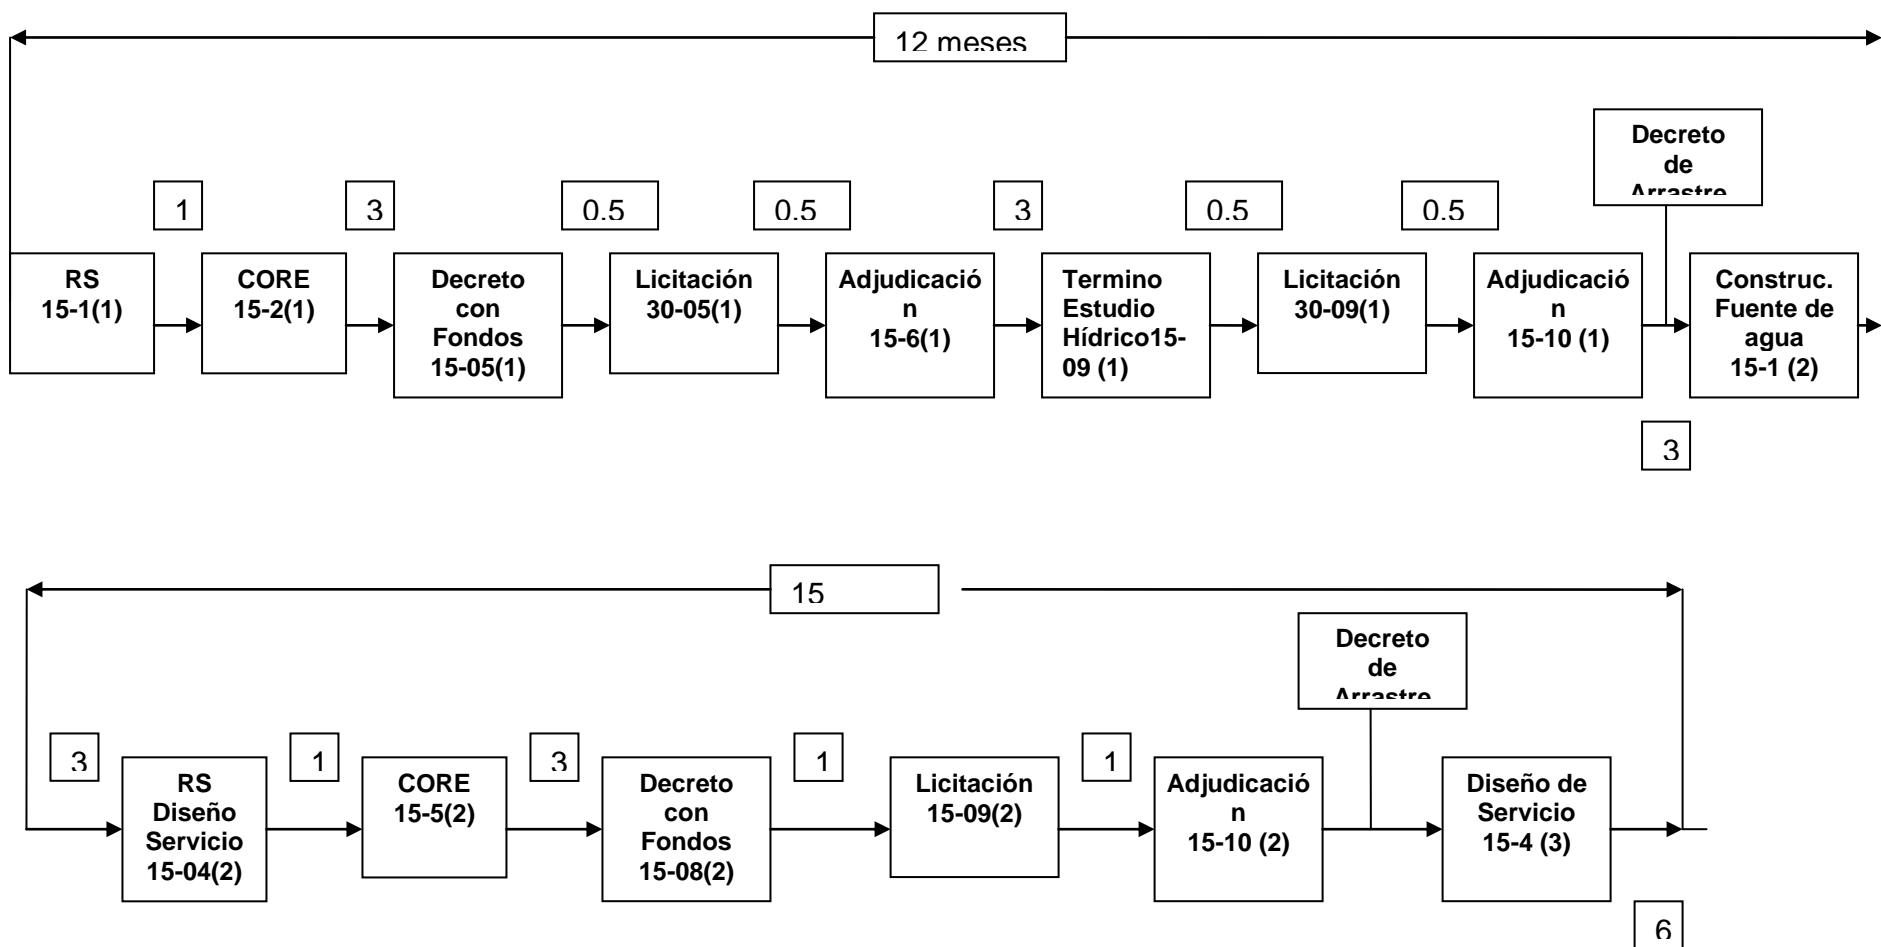 12 meses
Decreto
de
Arrastre
1
3
0.5
0.5
3
0.5
0.5
RS
15-1(1)
CORE
15-2(1)
Decreto
con
Fondos
15-05(1)
Licitación
30-05(1)
Adjudicació
n
15-6(1)
Termino
Estudio
Hídrico15-
09 (1)
Licitación
30-09(1)
Adjudicació
n
15-10 (1)
Construc.
Fuente de
agua
15-1 (2)
3
15
Decreto
de
Arrastre
3
1
3
1
1
RS
Diseño
Servicio
15-04(2)
CORE
15-5(2)
Decreto
con
Fondos
15-08(2)
Licitación
15-09(2)
Adjudicació
n
15-10 (2)
Diseño de
Servicio
15-4 (3)
6